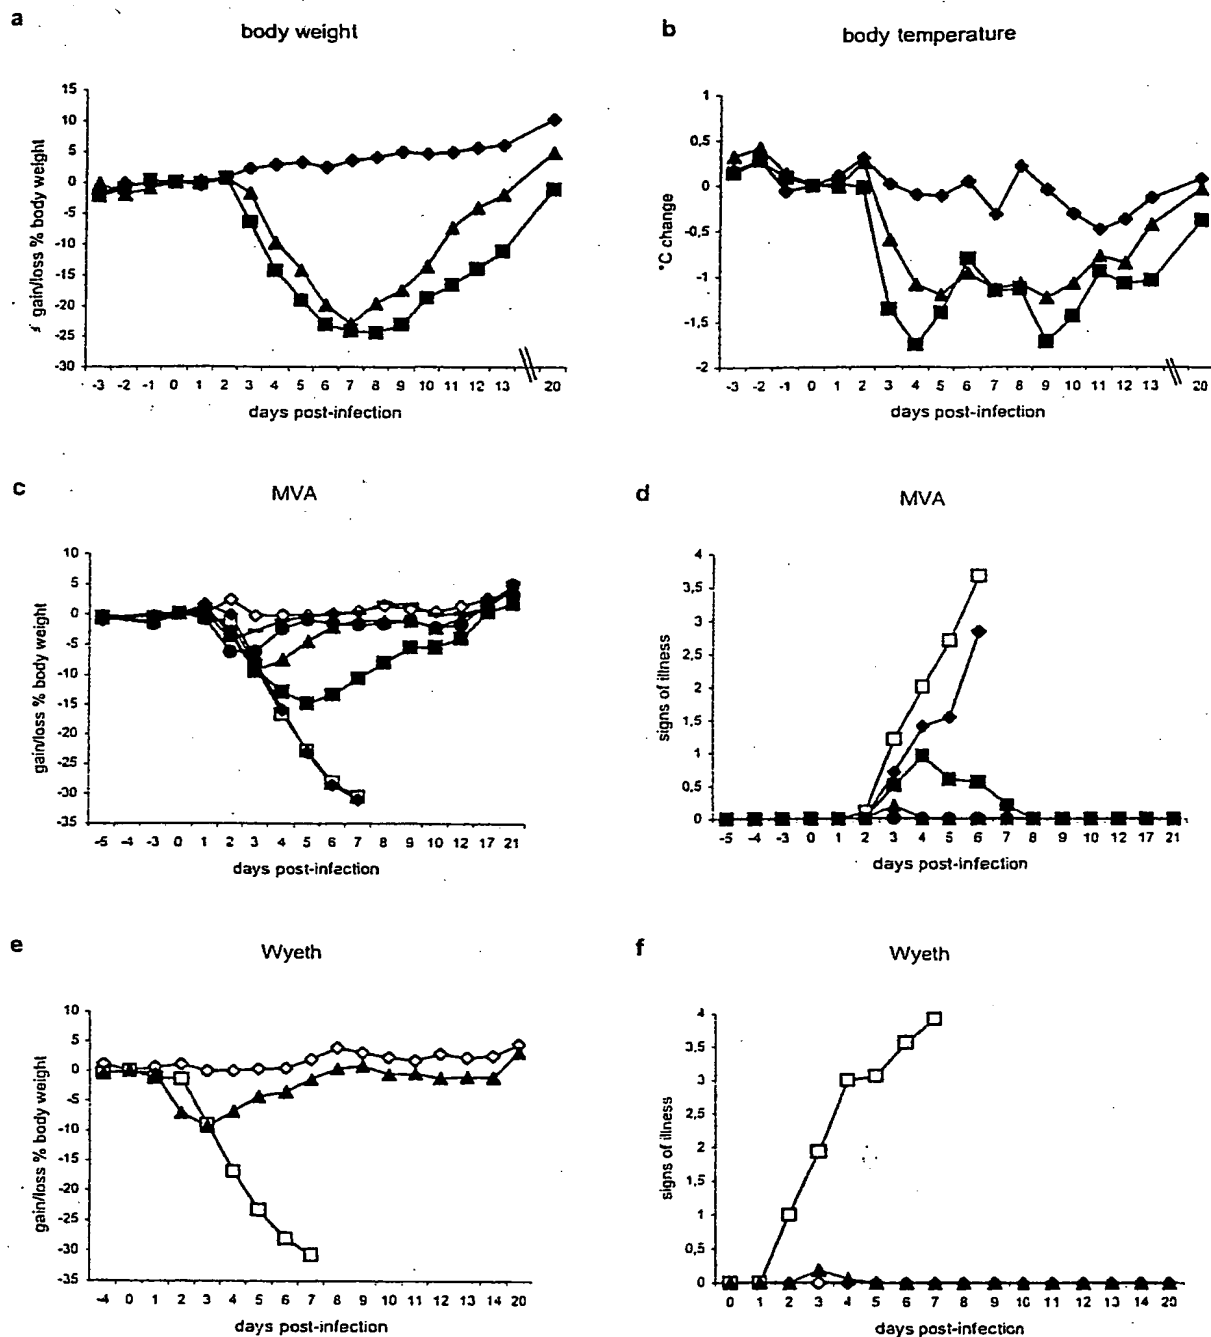 a
body weight
15
10
5
0
-5
-10
-15
-20
-25
-30
gain/loss % body weight
-3 -2 -1 0 1 2 3 4 5 6 7 8 9 10 11 12 13 20
days post-infection
b
body temperature
1
0,5
0
-0,5
-1
-1,5
-2
°C change
-3 -2 -1 0 1 2 3 4 5 6 7 8 9 10 11 12 13 20
days post-infection
c
MVA
10
5
0
-5
-10
-15
-20
-25
-30
-35
gain/loss % body weight
-5 -3 0 1 2 3 4 5 6 7 8 9 10 12 17 21
days post-infection
d
MVA
4
3,5
3
2,5
2
1,5
1
0,5
0
signs of illness
-5 -4 -3 0 1 2 3 4 5 6 7 8 9 10 12 17 21
days post-infection
e
Wyeth
10
5
0
-5
-10
-15
-20
-25
-30
-35
gain/loss % body weight
-4 0 1 2 3 4 5 6 7 8 9 10 11 12 13 14 20
days post-infection
f
Wyeth
4
3,5
3
2,5
2
1,5
1
0,5
0
signs of illness
0 1 2 3 4 5 6 7 8 9 10 11 12 13 14 20
days post-infection